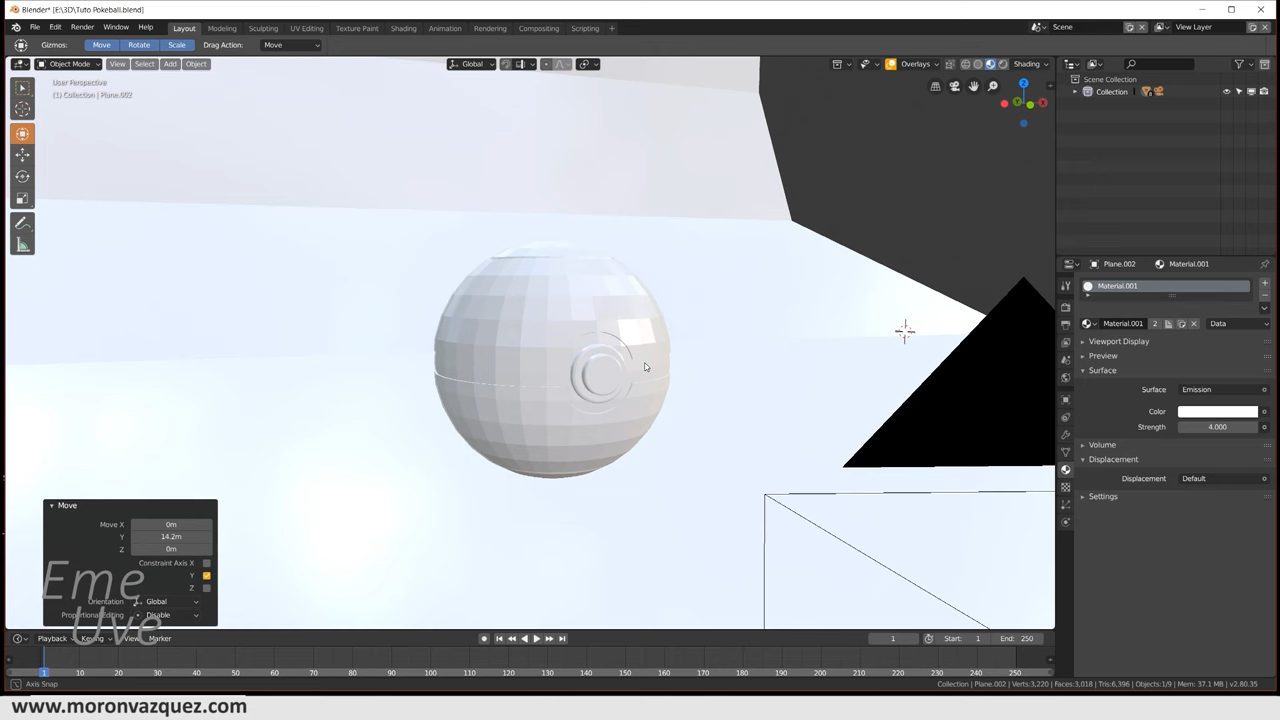 Blender* [E:\3D\Tuto Pokeball.blend]
File Edit Render Window Help Layout Modeling Sculpting UV Editing Texture Paint Shading Animation Rendering Compositing Scripting + Scene View Layer
Gizmos: Move Rotate Scale Drag Action: Move
Object Mode View Select Add Object Global Overlays Shading
User Perspective
(1) Collection | Plane.002
Scene Collection
Collection
Z
Y
X
Plane.002 Material.001
Material.001
Material.001 2 Data
Viewport Display
Preview
Surface
Surface Emission
Color
Strength 4.000
Volume
Displacement
Displacement Default
Settings
Move
Move X 0m
Y 14.2m
Z 0m
Constraint Axis X
Y
Z
Orientation Global
Proportional Editing Disable
Eme
Uve
Playback Keying View Marker 1 Start: 1 End: 250
1 10 20 30 40 50 60 70 80 90 100 110 120 130 140 150 160 170 180 190 200 210 220 230 240 250
Axis Snap Collection | Plane.002 | Verts:3,220 | Faces:3,018 | Tris:6,396 | Objects:1/9 | Mem: 37.1 MB | v2.80.35
www.moronvazquez.com